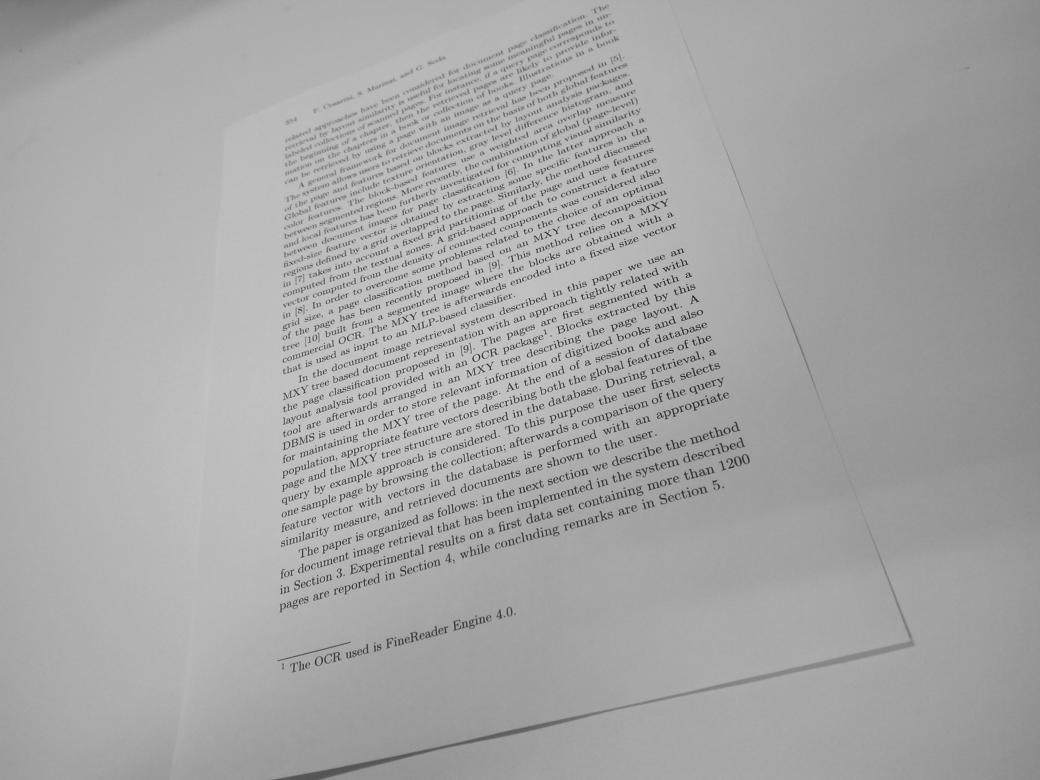 554 F. Cesarini, S. Marinai, and G. Soda
related approaches have been considered for document page classification. The
retrieval by layout similarity is useful for locating some meaningful pages in un-
labeled collections of scanned pages. For instance, if a query page corresponds to
the beginning of a chapter, then the retrieved pages are likely to provide infor-
mation on the chapters in a book or collection of books. Illustrations in a book
can be retrieved by using a page with an image as a query page.
A general framework for document image retrieval has been proposed in [5].
The system allows users to retrieve documents on the basis of both global features
of the page and features based on blocks extracted by layout analysis packages.
Global features include texture orientation, gray level difference histogram, and
color features. The block-based features use a weighted area overlap measure
between segmented regions. More recently, the combination of global (page-level)
and local features has been furtherly investigated for computing visual similarity
between document images for page classification [6]. In the latter approach a
fixed-size feature vector is obtained by extracting some specific features in the
regions defined by a grid overlapped to the page. Similarly, the method discussed
in [7] takes into account a fixed grid partitioning of the page and uses features
computed from the textual zones. A grid-based approach to construct a feature
vector computed from the density of connected components was considered also
in [8]. In order to overcome some problems related to the choice of an optimal
grid size, a page classification method based on an MXY tree decomposition
of the page has been recently proposed in [9]. This method relies on a MXY
tree [10] built from a segmented image where the blocks are obtained with a
commercial OCR. The MXY tree is afterwards encoded into a fixed size vector
that is used as input to an MLP-based classifier.
In the document image retrieval system described in this paper we use an
MXY tree based document representation with an approach tightly related with
the page classification proposed in [9]. The pages are first segmented with a
layout analysis tool provided with an OCR package¹. Blocks extracted by this
tool are afterwards arranged in an MXY tree describing the page layout. A
DBMS is used in order to store relevant information of digitized books and also
for maintaining the MXY tree of the page. At the end of a session of database
population, appropriate feature vectors describing both the global features of the
page and the MXY tree structure are stored in the database. During retrieval, a
query by example approach is considered. To this purpose the user first selects
one sample page by browsing the collection; afterwards a comparison of the query
feature vector with vectors in the database is performed with an appropriate
similarity measure, and retrieved documents are shown to the user.
The paper is organized as follows: in the next section we describe the method
for document image retrieval that has been implemented in the system described
in Section 3. Experimental results on a first data set containing more than 1200
pages are reported in Section 4, while concluding remarks are in Section 5.
¹ The OCR used is FineReader Engine 4.0.